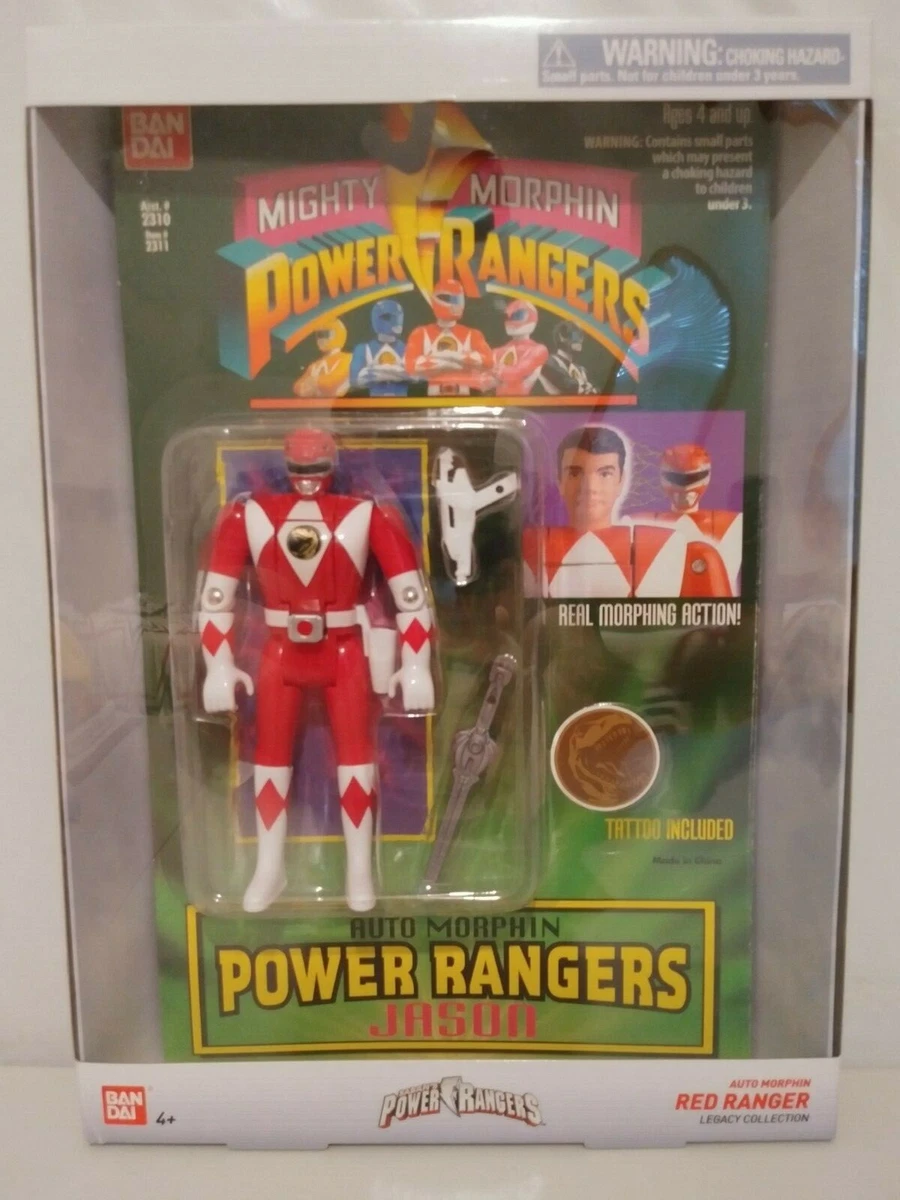 WARNING: CHOKING HAZARD-
Small parts. Not for children under 3 years.
BAN
DAI
Ages 4 and up
WARNING: Contains small parts
which may present
a choking hazard
to children
under 3.
Asst. #
2310
Item #
2311
MIGHTY MORPHIN
POWER RANGERS
REAL MORPHING ACTION!
TATTOO INCLUDED
Made in China
AUTO MORPHIN
POWER RANGERS
JASON
BAN
DAI
4+
SABAN'S
POWER RANGERS
AUTO MORPHIN
RED RANGER
LEGACY COLLECTION